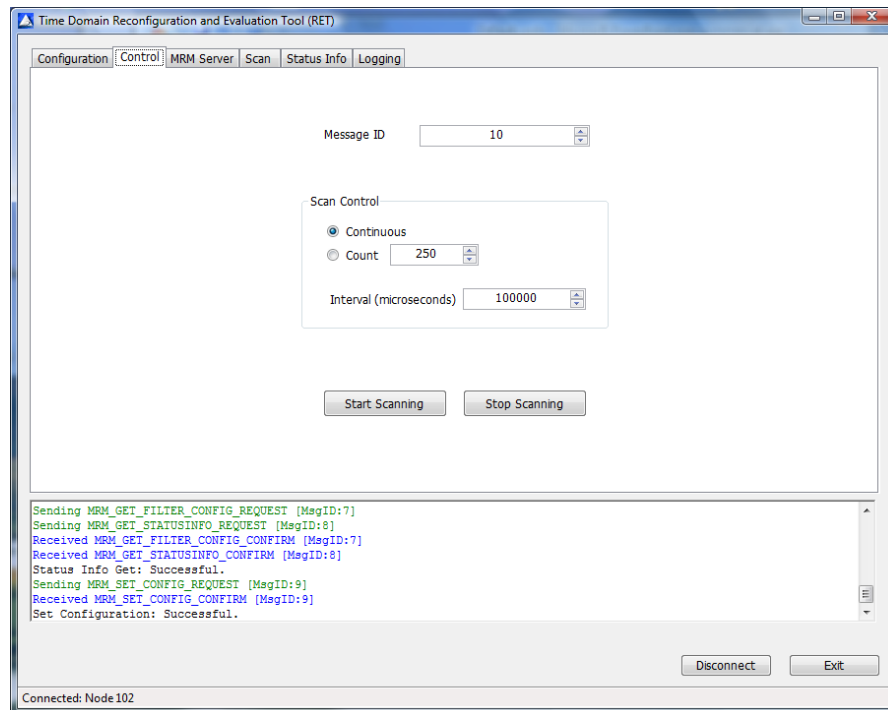 Time Domain Reconfiguration and Evaluation Tool (RET)
Configuration Control MRM Server Scan Status Info Logging
Message ID 10
Scan Control
Continuous
Count 250
Interval (microseconds) 100000
Start Scanning Stop Scanning
Sending MRM_GET_FILTER_CONFIG_REQUEST [MsgID:7]
Sending MRM_GET_STATUSINFO_REQUEST [MsgID:8]
Received MRM_GET_FILTER_CONFIG_CONFIRM [MsgID:7]
Received MRM_GET_STATUSINFO_CONFIRM [MsgID:8]
Status Info Get: Successful.
Sending MRM_SET_CONFIG_REQUEST [MsgID:9]
Received MRM_SET_CONFIG_CONFIRM [MsgID:9]
Set Configuration: Successful.
Disconnect Exit
Connected: Node 102